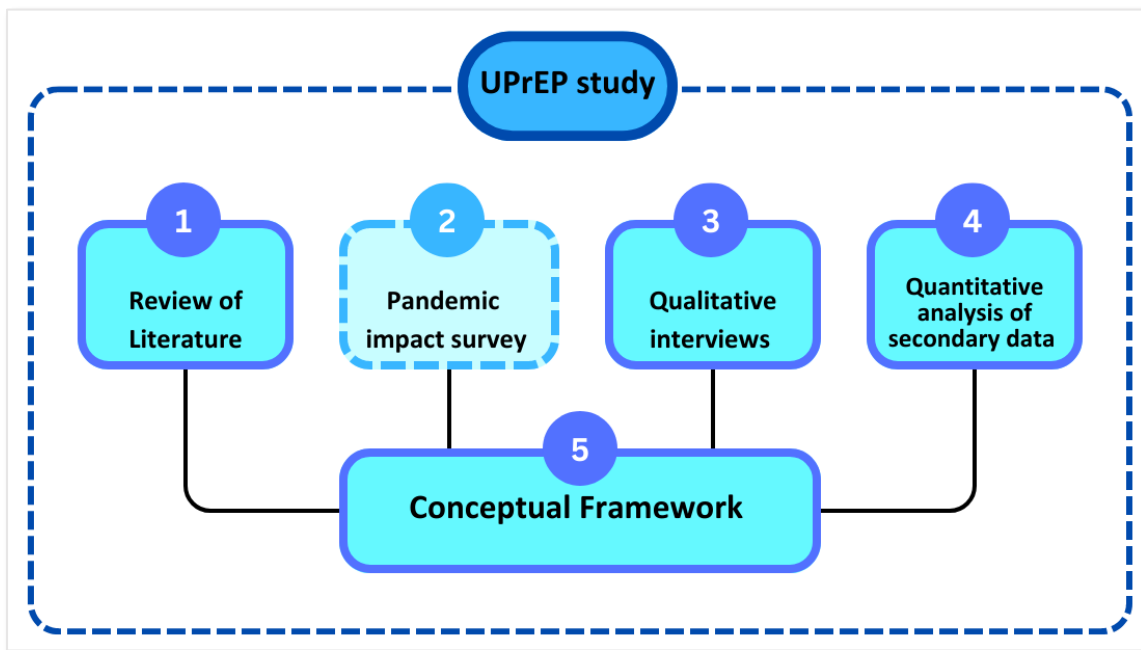 UPrEP study
1
Review of
Literature
2
Pandemic
impact survey
3
Qualitative
interviews
4
Quantitative
analysis of
secondary data
5
Conceptual Framework